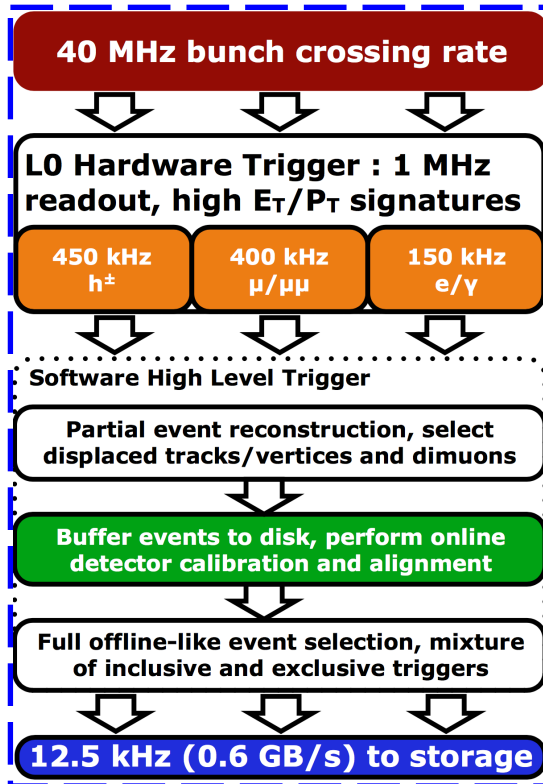 40 MHz bunch crossing rate
L0 Hardware Trigger : 1 MHz
readout, high E_T/P_T signatures
450 kHz
h±
400 kHz
μ/μμ
150 kHz
e/γ
Software High Level Trigger
Partial event reconstruction, select
displaced tracks/vertices and dimuons
Buffer events to disk, perform online
detector calibration and alignment
Full offline-like event selection, mixture
of inclusive and exclusive triggers
12.5 kHz (0.6 GB/s) to storage